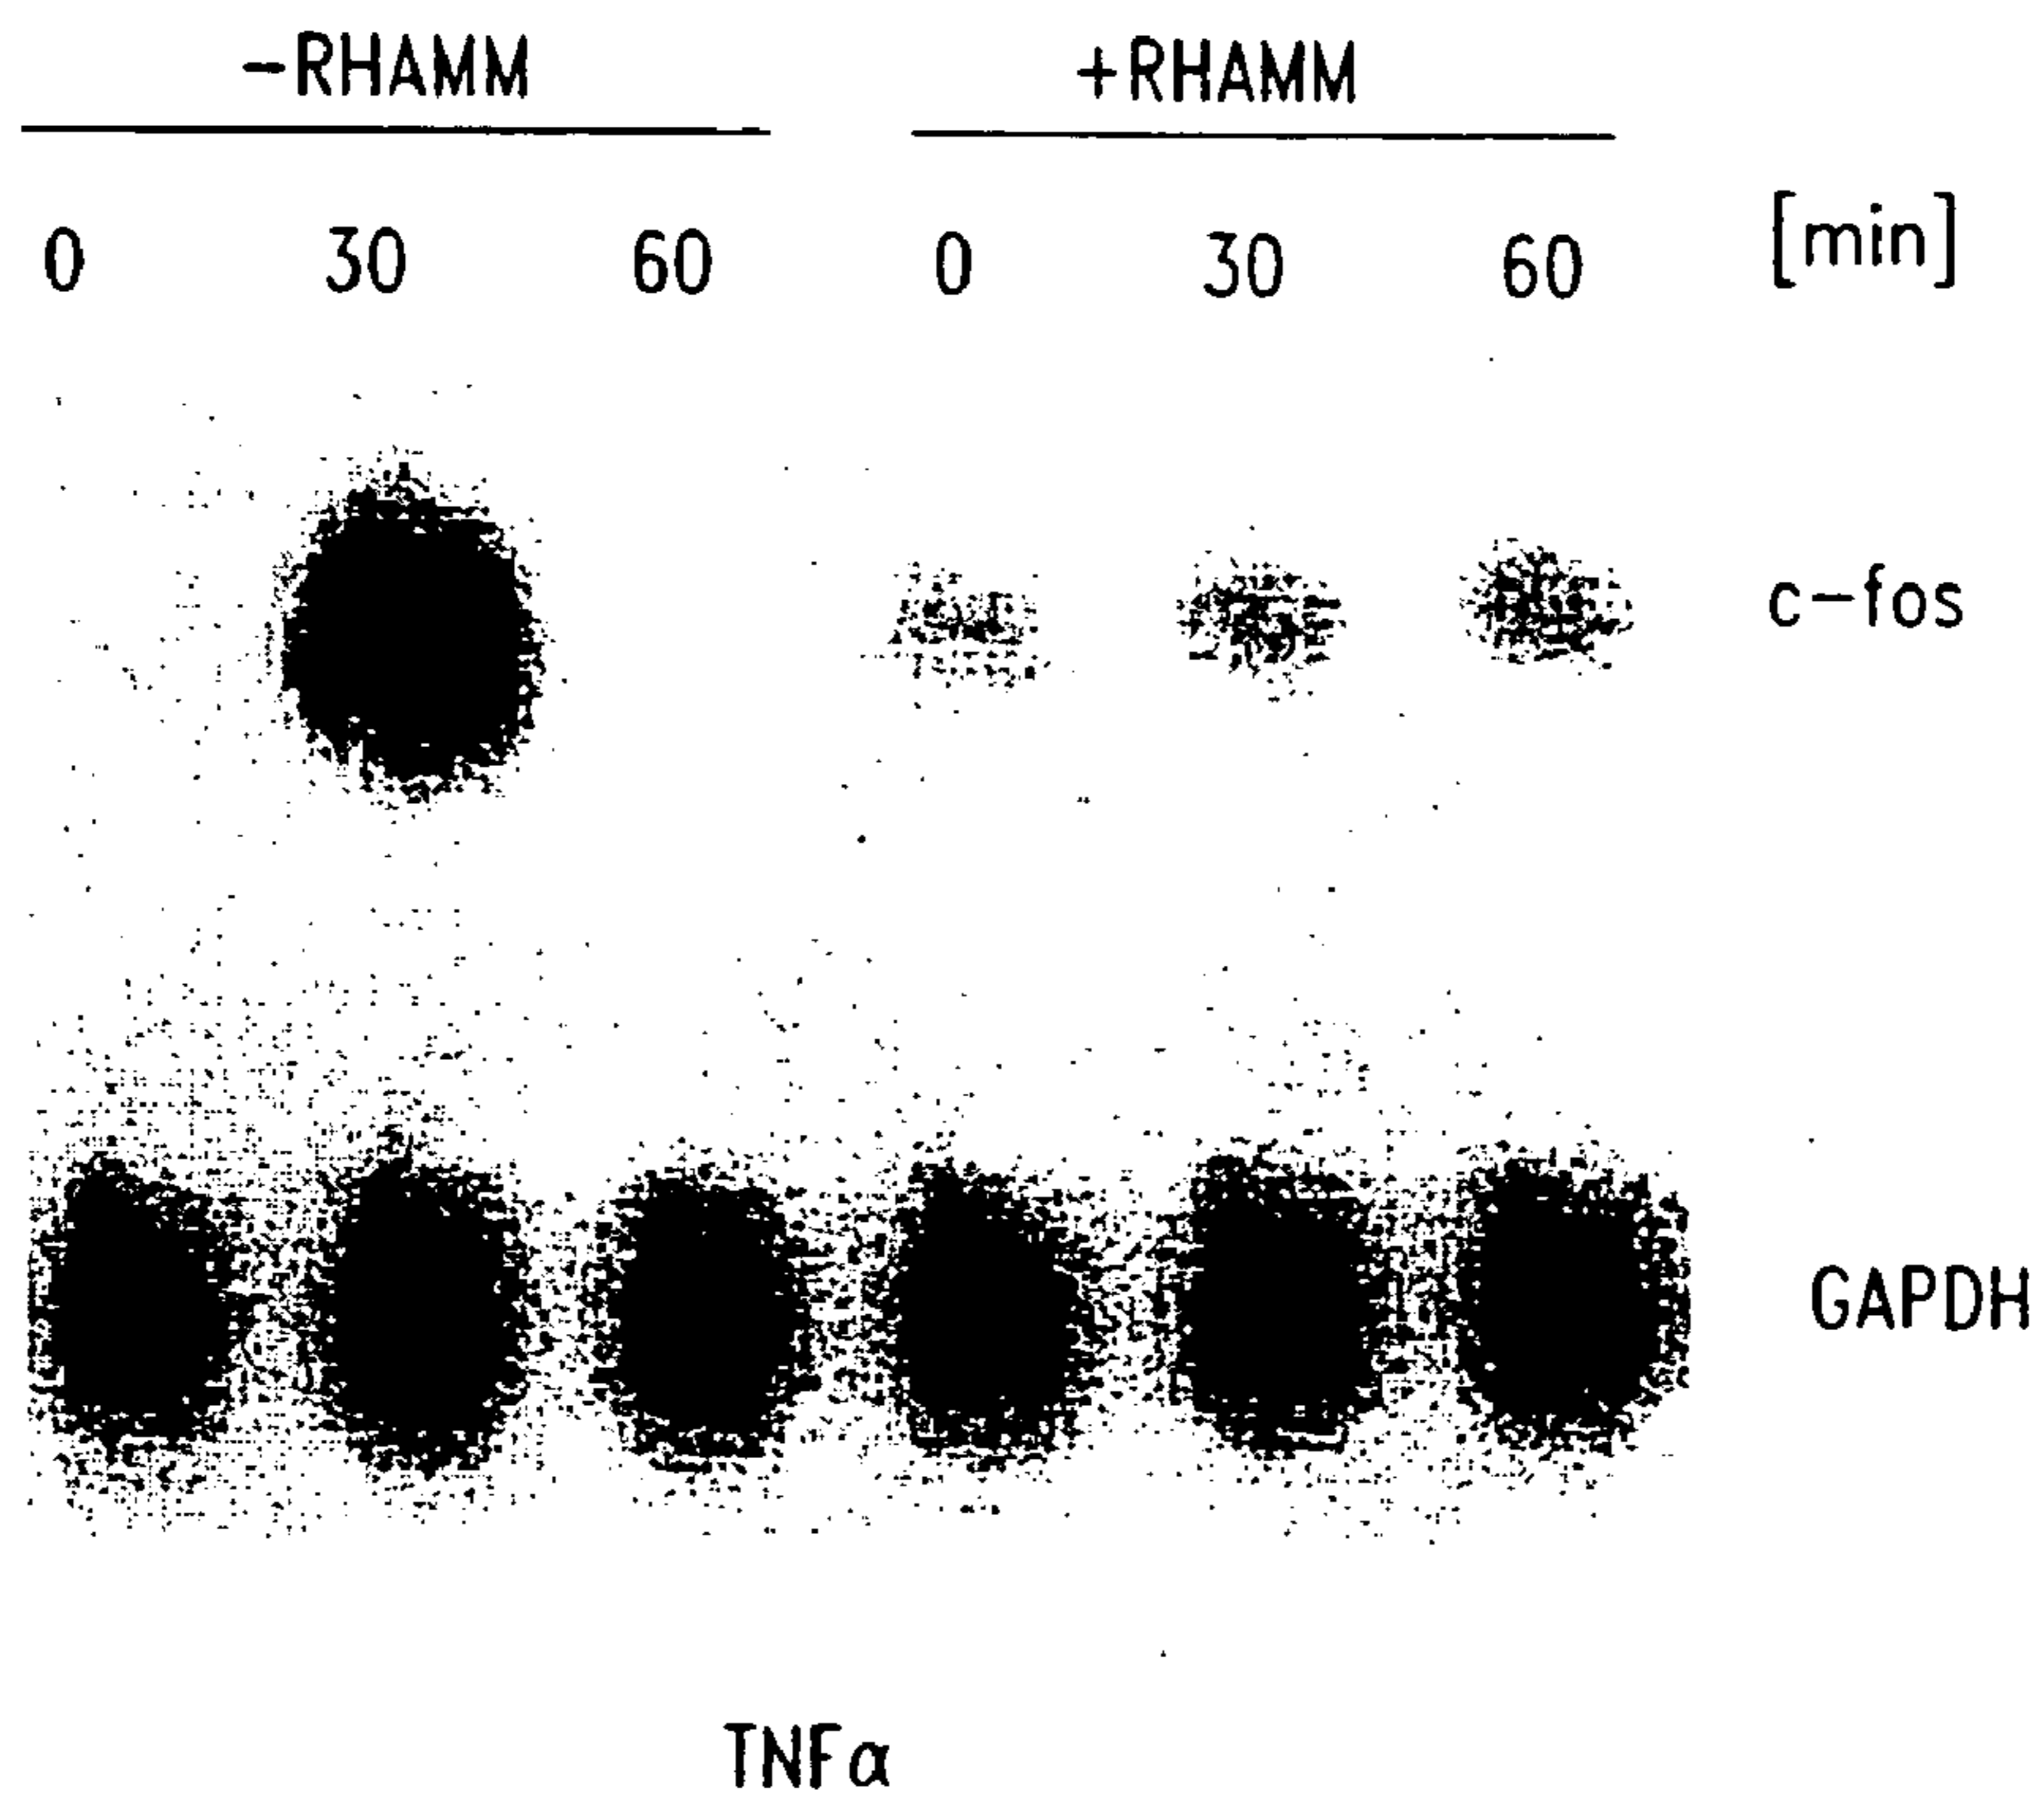 -RHAMM +RHAMM
0 30 60 0 30 60 [min]
c-fos
GAPDH
TNFα